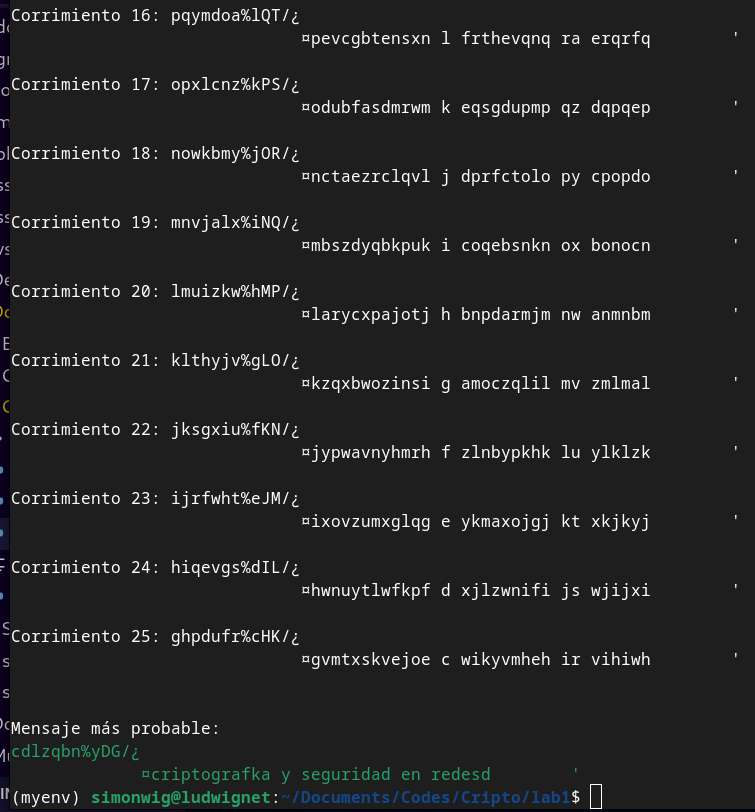 Corrimiento 16: pqymdoa%lQT/¿
¤pevcgbtensxn l frthevqnq ra erqrfq '
Corrimiento 17: opxlcnz%kPS/¿
¤odubfasdmrwm k eqsgdupmp qz dqpqep '
Corrimiento 18: nowkbmy%jOR/¿
¤nctaezrclqvl j dprfctolo py cpopdo '
Corrimiento 19: mnvjalx%iNQ/¿
¤mbszdyqbkpuk i coqebsnkn ox bonocn '
Corrimiento 20: lmuizkw%hMP/¿
¤larycxpajotj h bnpdarmjm nw anmnbm '
Corrimiento 21: klthyjv%gLO/¿
¤kzqxbwozinsi g amoczqlil mv zmlmal '
Corrimiento 22: jksgxiu%fKN/¿
¤jypwavnyhmrh f zlnbypkhk lu ylklzk '
Corrimiento 23: ijrfwht%eJM/¿
¤ixovzumxglqg e ykmaxojgj kt xkjkyj '
Corrimiento 24: hiqevgs%dIL/¿
¤hwnuytlwfkpf d xjlzwnifi js wjijxi '
Corrimiento 25: ghpdufr%cHK/¿
¤gvmtxskvejoe c wikyvmheh ir vihiwh '
Mensaje más probable:
cdlzqbn%yDG/¿
¤criptografka y seguridad en redesd '
(myenv) simonwig@ludwignet:~/Documents/Codes/Cripto/lab1$